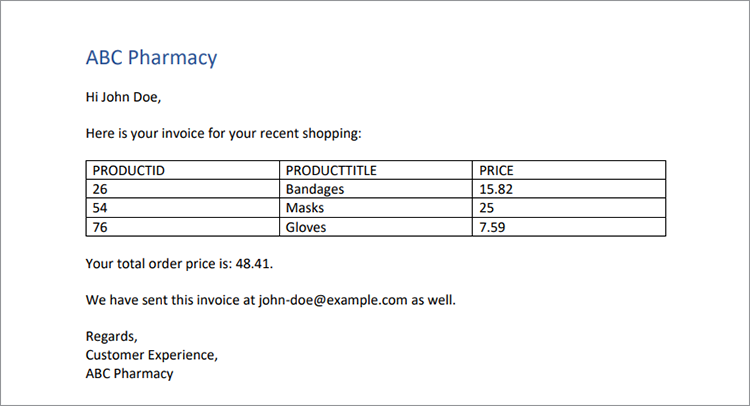 ABC Pharmacy
Hi John Doe,
Here is your invoice for your recent shopping:
PRODUCTID PRODUCTTITLE PRICE
26 Bandages 15.82
54 Masks 25
76 Gloves 7.59
Your total order price is: 48.41.
We have sent this invoice at john-doe@example.com as well.
Regards,
Customer Experience,
ABC Pharmacy